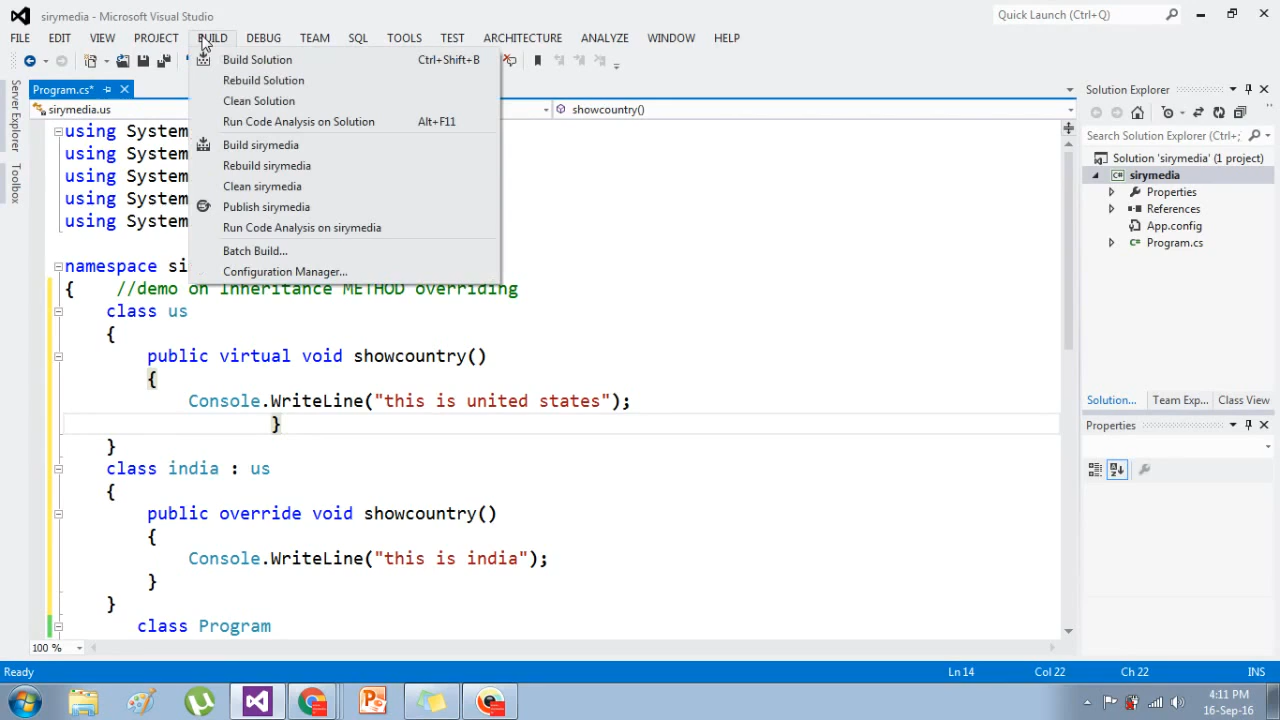 sirymedia - Microsoft Visual Studio
Quick Launch (Ctrl+Q)
FILE EDIT VIEW PROJECT BUILD DEBUG TEAM SQL TOOLS TEST ARCHITECTURE ANALYZE WINDOW HELP
Build Solution Ctrl+Shift+B
Rebuild Solution
Clean Solution
Run Code Analysis on Solution Alt+F11
Build sirymedia
Rebuild sirymedia
Clean sirymedia
Publish sirymedia
Run Code Analysis on sirymedia
Batch Build...
Configuration Manager...
Server Explorer
Toolbox
Program.cs*
sirymedia.us
showcountry()
using System
using System
using System
using System
using System
namespace si
{ //demo on Inheritance METHOD overriding
class us
{
public virtual void showcountry()
{
Console.WriteLine("this is united states");
}
}
class india : us
{
public override void showcountry()
{
Console.WriteLine("this is india");
}
}
class Program
100 %
Solution Explorer
Search Solution Explorer (Ctrl+;
Solution 'sirymedia' (1 project)
sirymedia
Properties
References
App.config
Program.cs
Solution... Team Exp... Class View
Properties
Ready Ln 14 Col 22 Ch 22 INS
4:11 PM
16-Sep-16